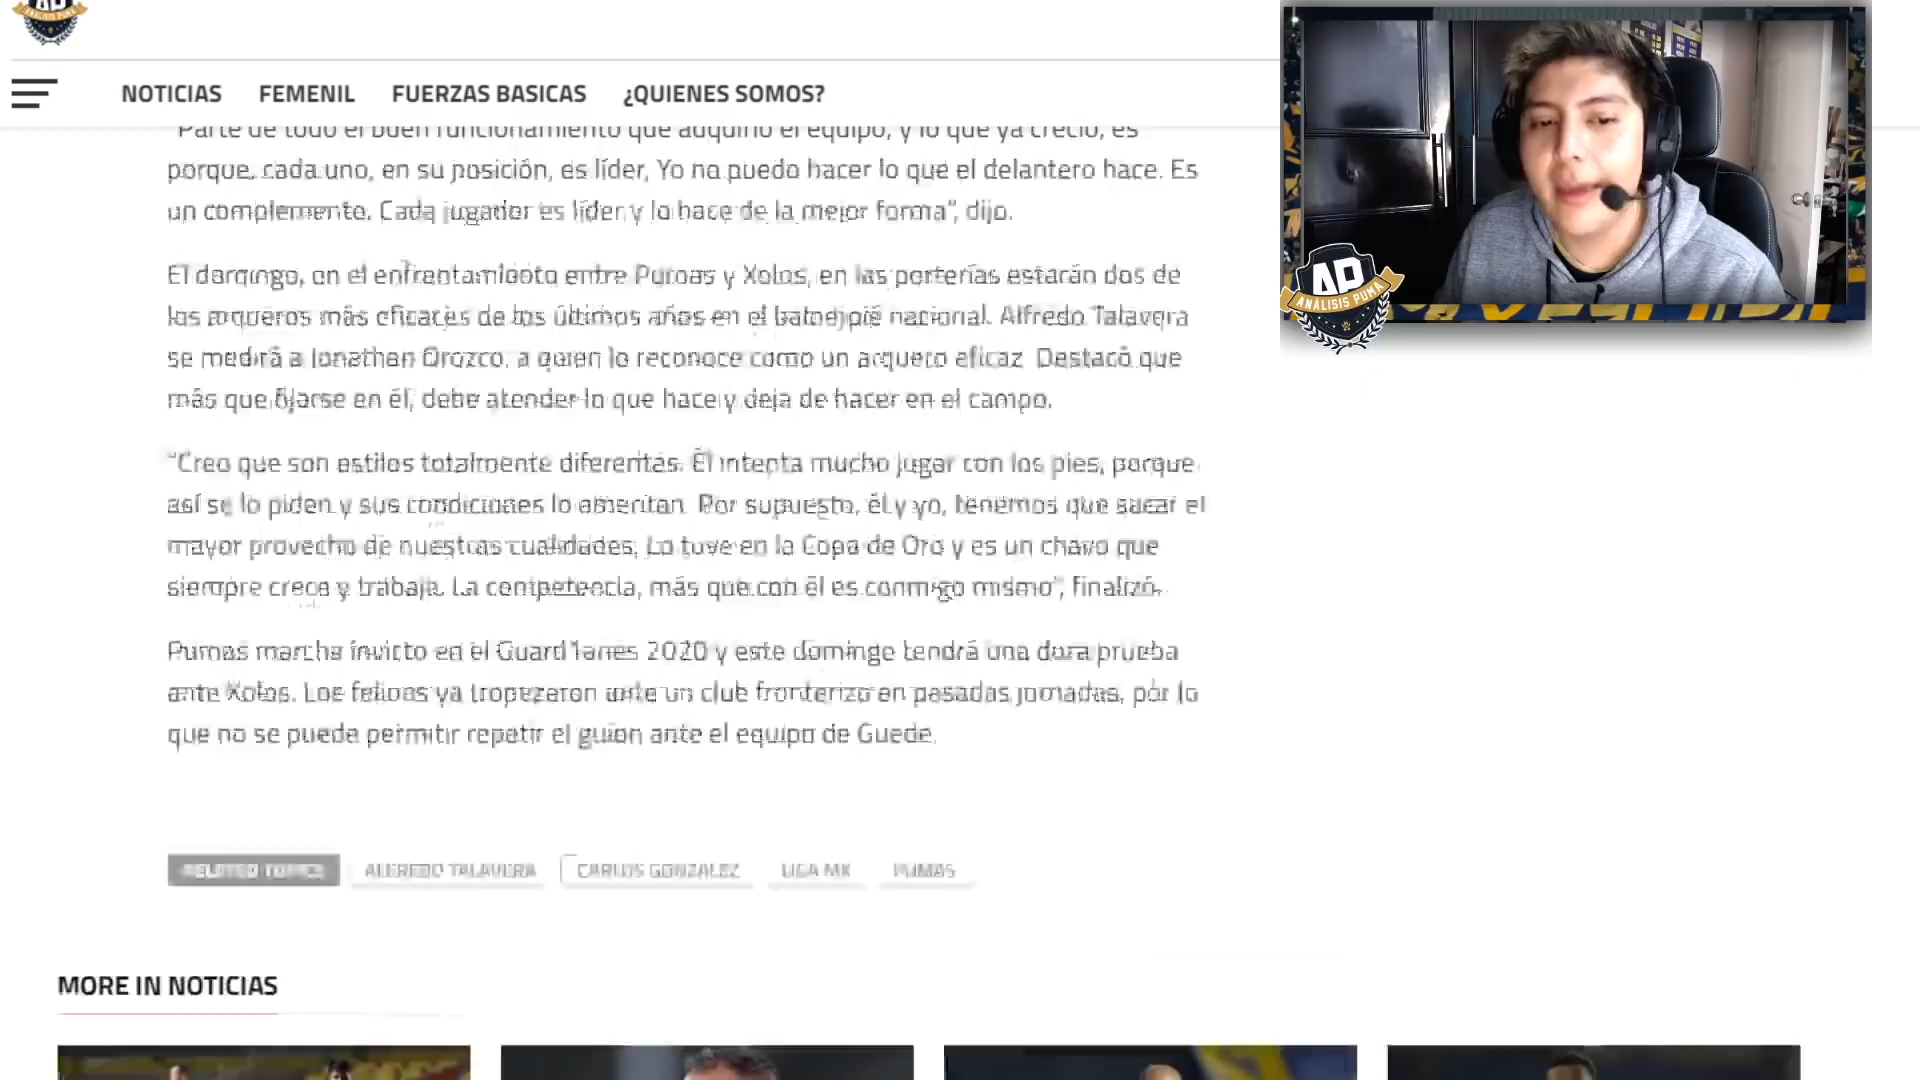 AP
ANÁLISIS PUMA
NOTICIAS
FEMENIL
FUERZAS BASICAS
¿QUIENES SOMOS?
"Parte de todo el buen funcionamiento que adquirió el equipo, y lo que ya creció, es
porque, cada uno, en su posición, es líder, Yo no puedo hacer lo que el delantero hace. Es
un complemento. Cada jugador es líder y lo hace de la mejor forma", dijo.
El domingo, en el enfrentamiento entre Pumas y Xolos, en las porterías estarán dos de
los arqueros más eficaces de los últimos años en el balompié nacional. Alfredo Talavera
se medirá a Jonathan Orozco, a quien lo reconoce como un arquero eficaz. Destacó que
más que fijarse en él, debe atender lo que hace y deja de hacer en el campo.
"Creo que son estilos totalmente diferentes. Él intenta mucho jugar con los pies, porque
así se lo piden y sus condiciones lo ameritan. Por supuesto, él y yo, tenemos que sacar el
mayor provecho de nuestras cualidades. Lo tuve en la Copa de Oro y es un chavo que
siempre crece y trabaja. La competencia, más que con él es conmigo mismo", finalizó.
Pumas marcha invicto en el Guard1anes 2020 y este domingo tendrá una dura prueba
ante Xolos. Los felinos ya tropezaron ante un club fronterizo en pasadas jornadas, por lo
que no se puede permitir repetir el guion ante el equipo de Guede.
RELATED TOPICS
ALFREDO TALAVERA
CARLOS GONZALEZ
LIGA MX
PUMAS
MORE IN NOTICIAS
AP
ANÁLISIS PUMA